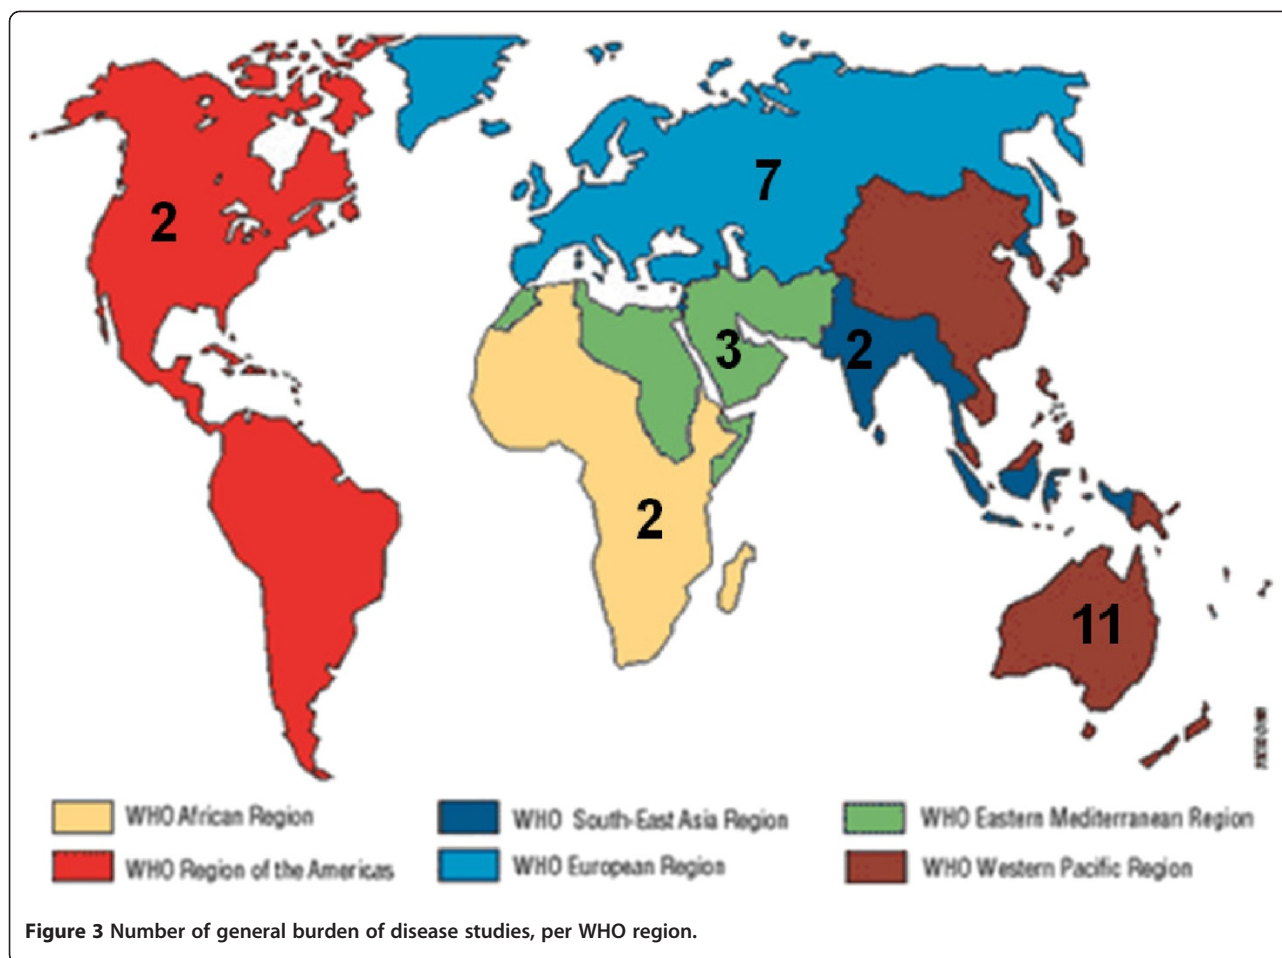 2
7
3
2
2
11
WHO African Region
WHO South-East Asia Region
WHO Eastern Mediterranean Region
WHO Region of the Americas
WHO European Region
WHO Western Pacific Region
Figure 3 Number of general burden of disease studies, per WHO region.